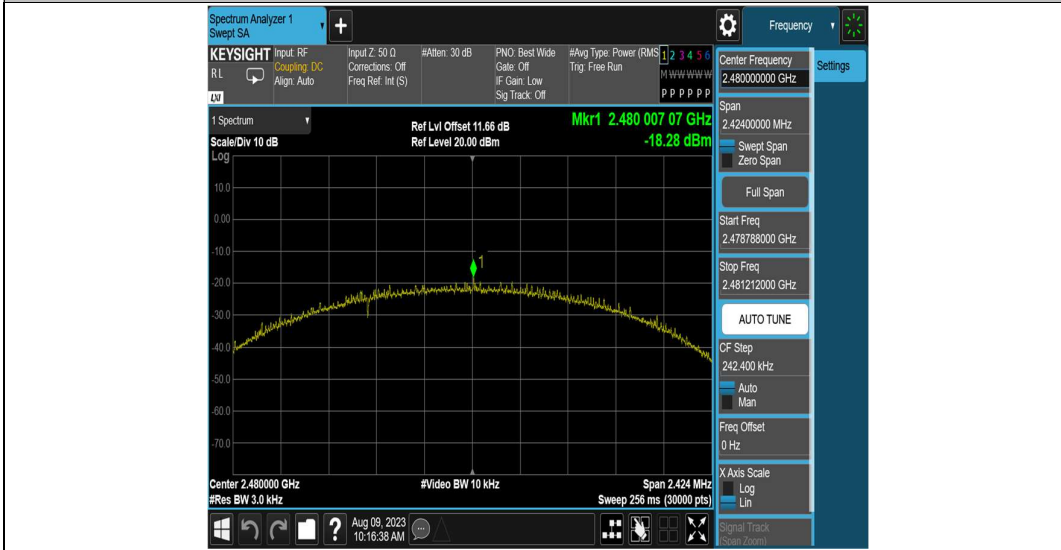 Spectrum Analyzer 1
Swept SA
Frequency
KEYSIGHT
RL
LXI
Input: RF
Coupling: DC
Align: Auto
Input Z: 50 Ω
Corrections: Off
Freq Ref: Int (S)
#Atten: 30 dB
PNO: Best Wide
Gate: Off
IF Gain: Low
Sig Track: Off
#Avg Type: Power (RMS
Trig: Free Run
1 2 3 4 5 6
M W W W W W
P P P P P P
1 Spectrum
Scale/Div 10 dB
Log
Ref Lvl Offset 11.66 dB
Ref Level 20.00 dBm
Mkr1 2.480 007 07 GHz
-18.28 dBm
10.0
0.00
-10.0
-20.0
-30.0
-40.0
-50.0
-60.0
-70.0
1
Center 2.480000 GHz
#Res BW 3.0 kHz
#Video BW 10 kHz
Span 2.424 MHz
Sweep 256 ms (30000 pts)
Aug 09, 2023
10:16:38 AM
Center Frequency
2.480000000 GHz
Settings
Span
2.42400000 MHz
Swept Span
Zero Span
Full Span
Start Freq
2.478788000 GHz
Stop Freq
2.481212000 GHz
AUTO TUNE
CF Step
242.400 kHz
Auto
Man
Freq Offset
0 Hz
X Axis Scale
Log
Lin
Signal Track
(Span Zoom)